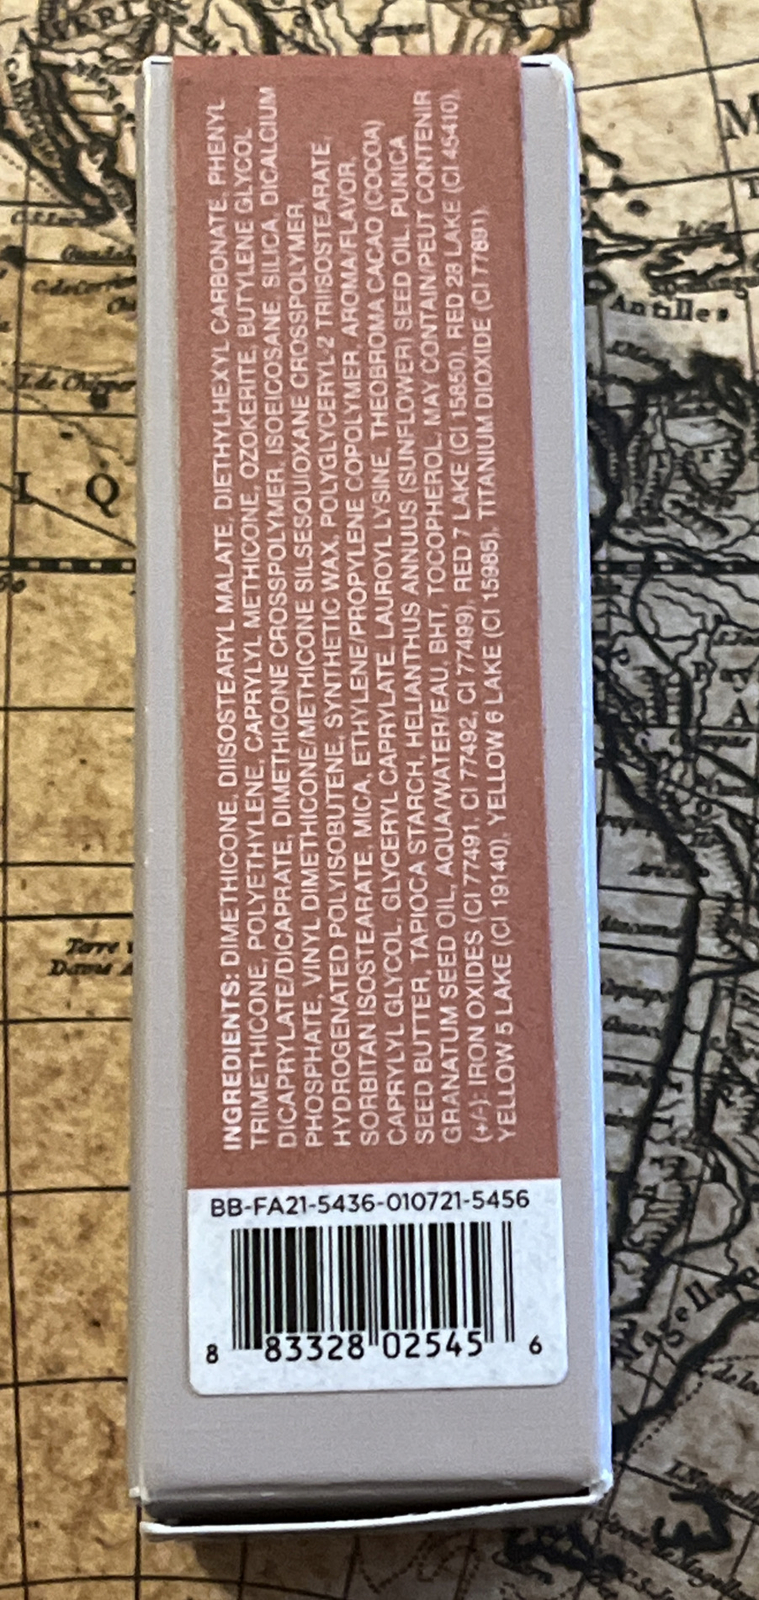 INGREDIENTS: DIMETHICONE, DIISOSTEARYL MALATE, DIETHYLHEXYL CARBONATE, PHENYL
TRIMETHICONE, POLYETHYLENE, CAPRYLYL METHICONE, OZOKERITE, BUTYLENE GLYCOL
DICAPRYLATE/DICAPRATE, DIMETHICONE CROSSPOLYMER, ISOEICOSANE, SILICA, DICALCIUM
PHOSPHATE, VINYL DIMETHICONE/METHICONE SILSESQUIOXANE CROSSPOLYMER,
HYDROGENATED POLYISOBUTENE, SYNTHETIC WAX, POLYGLYCERYL-2 TRIISOSTEARATE,
SORBITAN ISOSTEARATE, MICA, ETHYLENE/PROPYLENE COPOLYMER, AROMA/FLAVOR,
CAPRYLYL GLYCOL, GLYCERYL CAPRYLATE, LAUROYL LYSINE, THEOBROMA CACAO (COCOA)
SEED BUTTER, TAPIOCA STARCH, HELIANTHUS ANNUUS (SUNFLOWER) SEED OIL, PUNICA
GRANATUM SEED OIL, AQUA/WATER/EAU, BHT, TOCOPHEROL, MAY CONTAIN/PEUT CONTENIR
(+/-): IRON OXIDES (CI 77491, CI 77492, CI 77499), RED 7 LAKE (CI 15850), RED 28 LAKE (CI 45410),
YELLOW 5 LAKE (CI 19140), YELLOW 6 LAKE (CI 15985), TITANIUM DIOXIDE (CI 77891).
BB-FA21-5436-010721-5456
8 83328 02545 6
I Q
M
Antilles
Terre
Magella